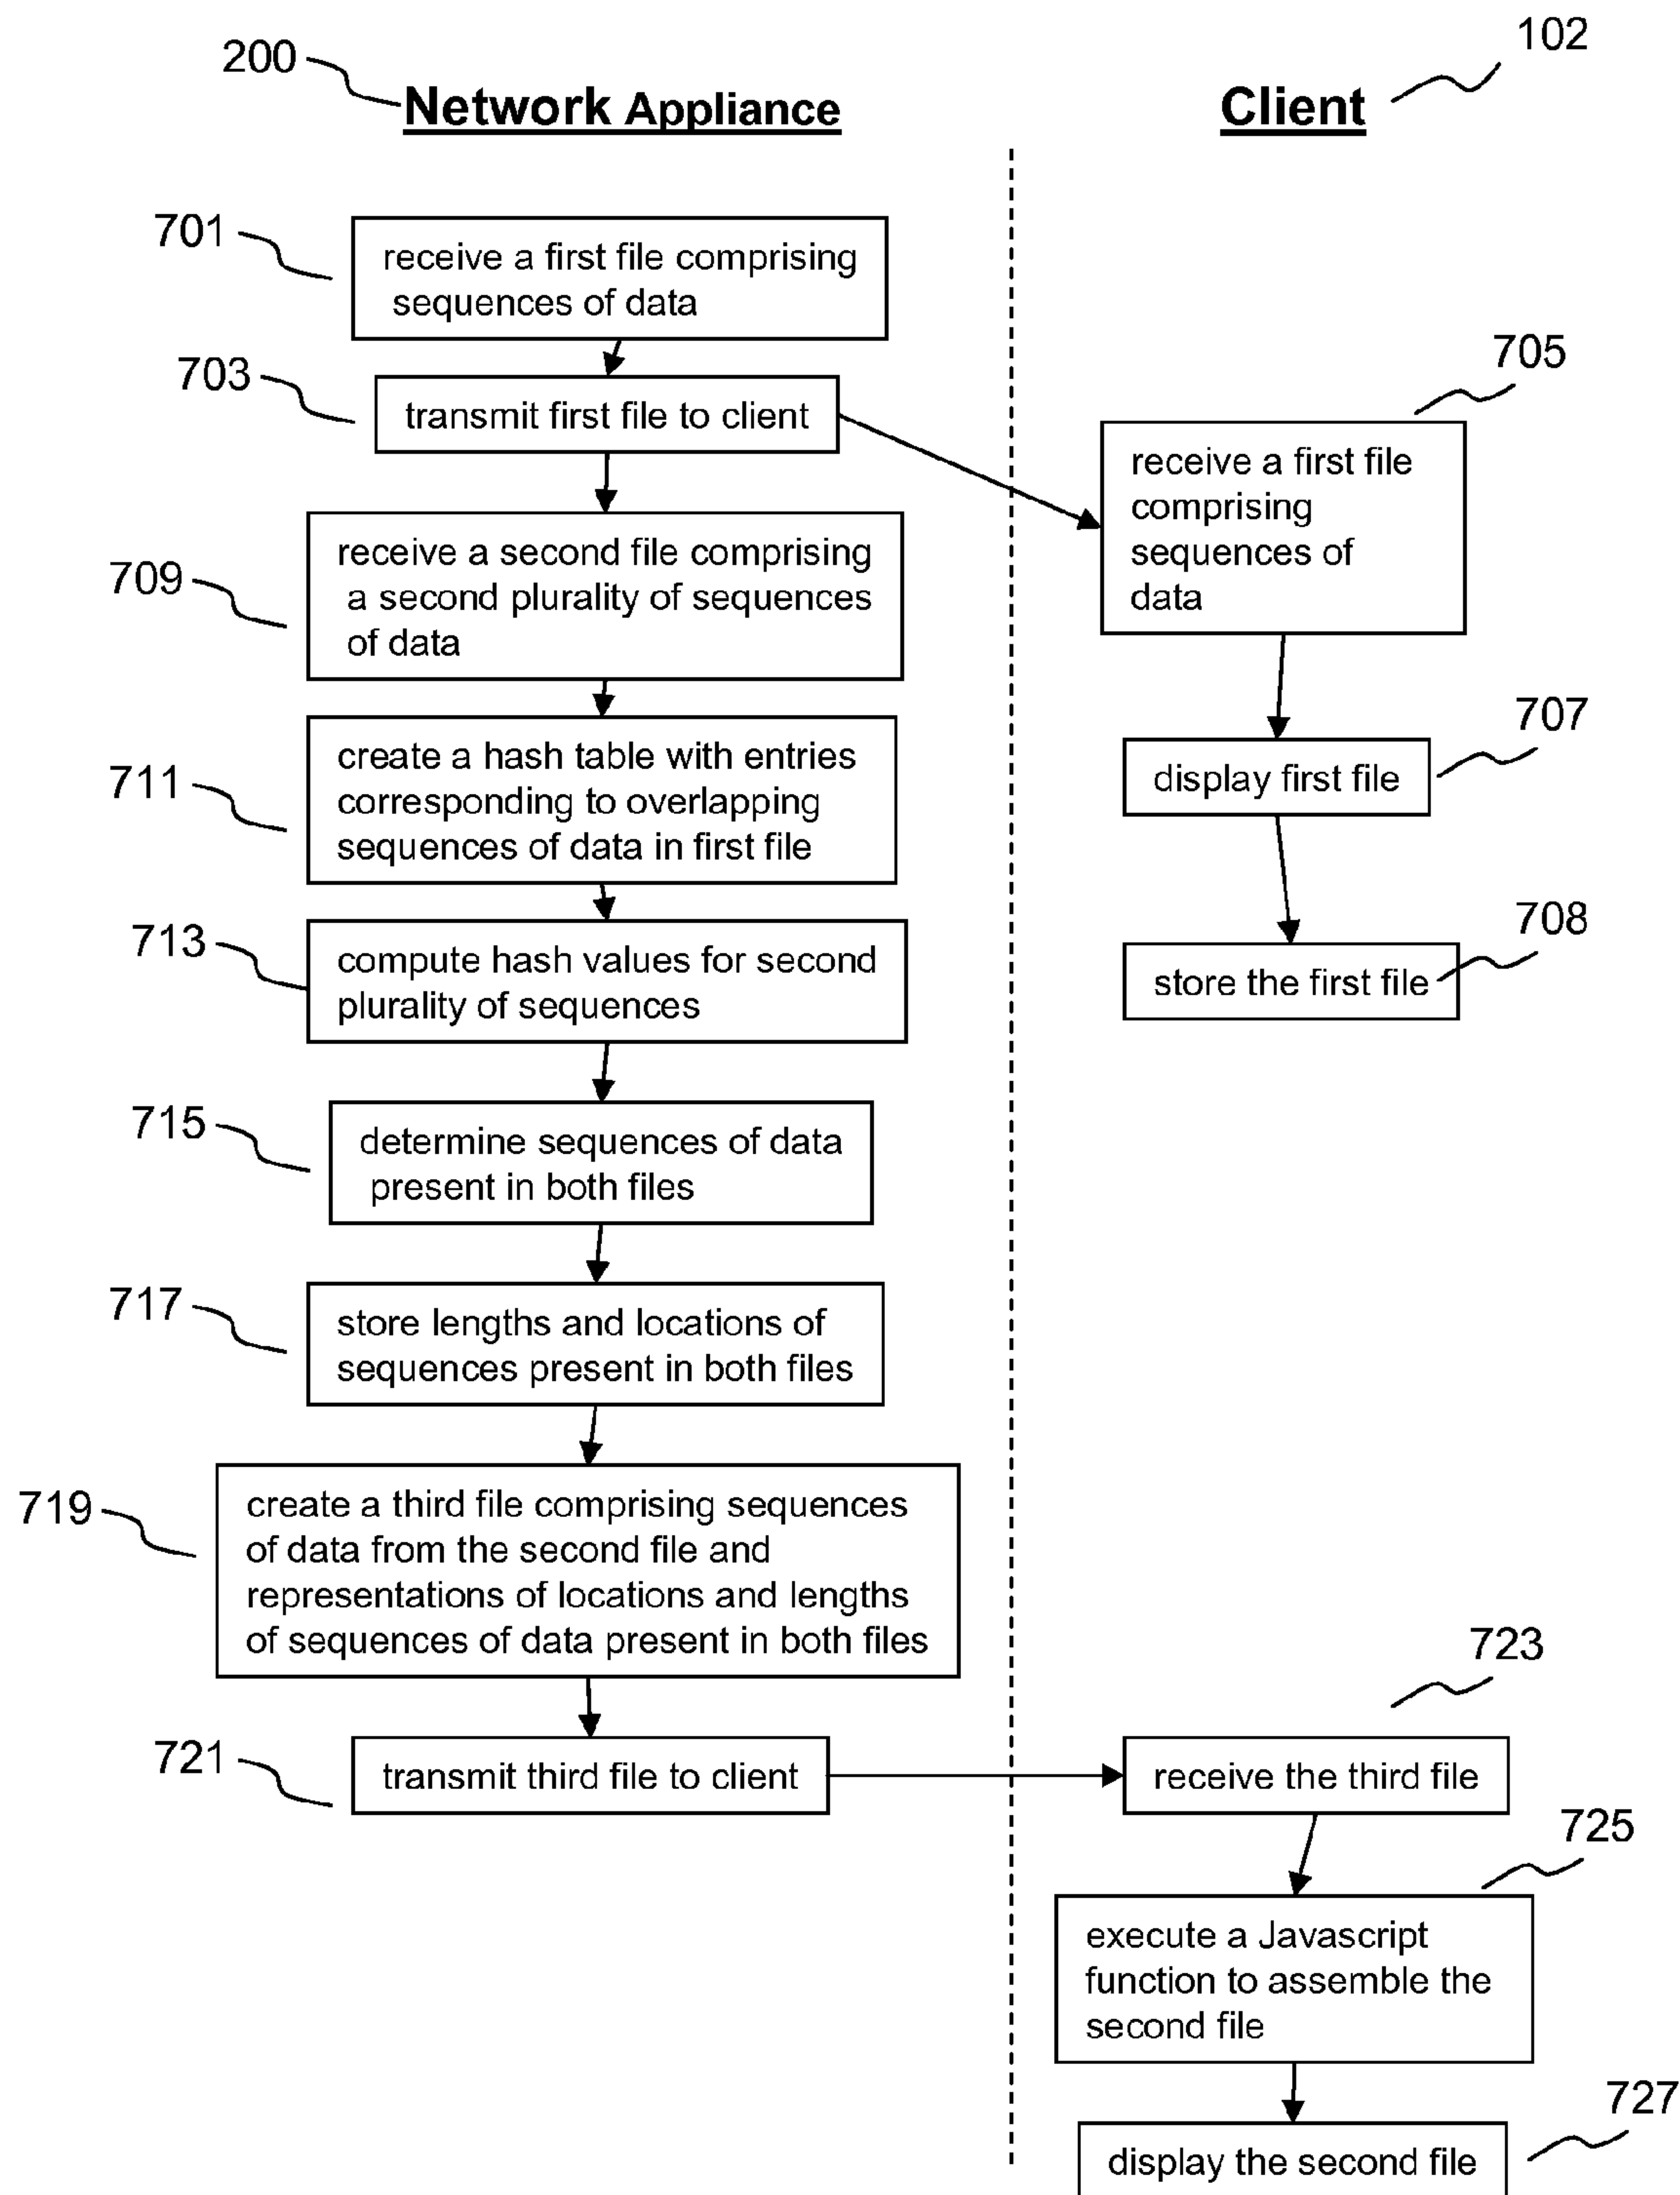 200
Network Appliance
102
Client
701
receive a first file comprising
sequences of data
703
transmit first file to client
705
receive a first file
comprising
sequences of
data
709
receive a second file comprising
a second plurality of sequences
of data
707
display first file
711
create a hash table with entries
corresponding to overlapping
sequences of data in first file
708
store the first file
713
compute hash values for second
plurality of sequences
715
determine sequences of data
present in both files
717
store lengths and locations of
sequences present in both files
719
create a third file comprising sequences
of data from the second file and
representations of locations and lengths
of sequences of data present in both files
721
transmit third file to client
723
receive the third file
725
execute a Javascript
function to assemble the
second file
727
display the second file